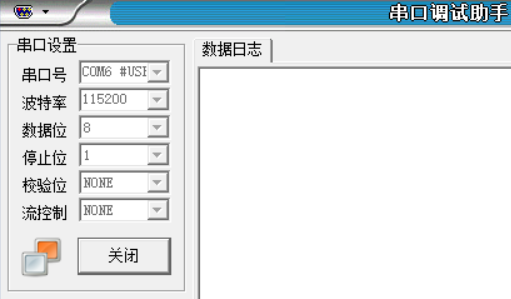 串口调试助手
串口设置
串口号 COM6 #USE
波特率 115200
数据位 8
停止位 1
校验位 NONE
流控制 NONE
关闭
数据日志